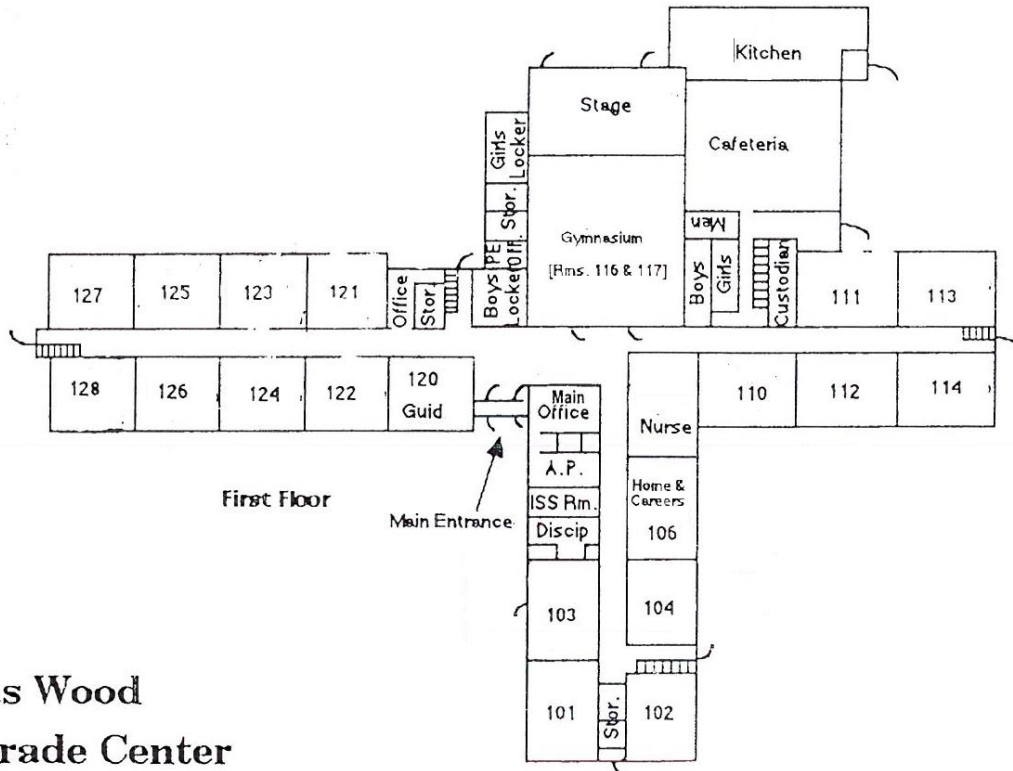 Kitchen
Stage
Girls
Locker
Cafeteria
Stor.
Men
PE
Off.
Gymnasium
[Rms. 116 & 117]
Boys
Locker
Boys
Girls
Custodian
127
125
123
121
Office
Stor.
111
113
128
126
124
122
120
Guid
Main
Office
110
112
114
Nurse
A.P.
First Floor
ISS Rm.
Home &
Careers
Main Entrance
Discip
106
103
104
101
Stor.
102
s Wood
rade Center